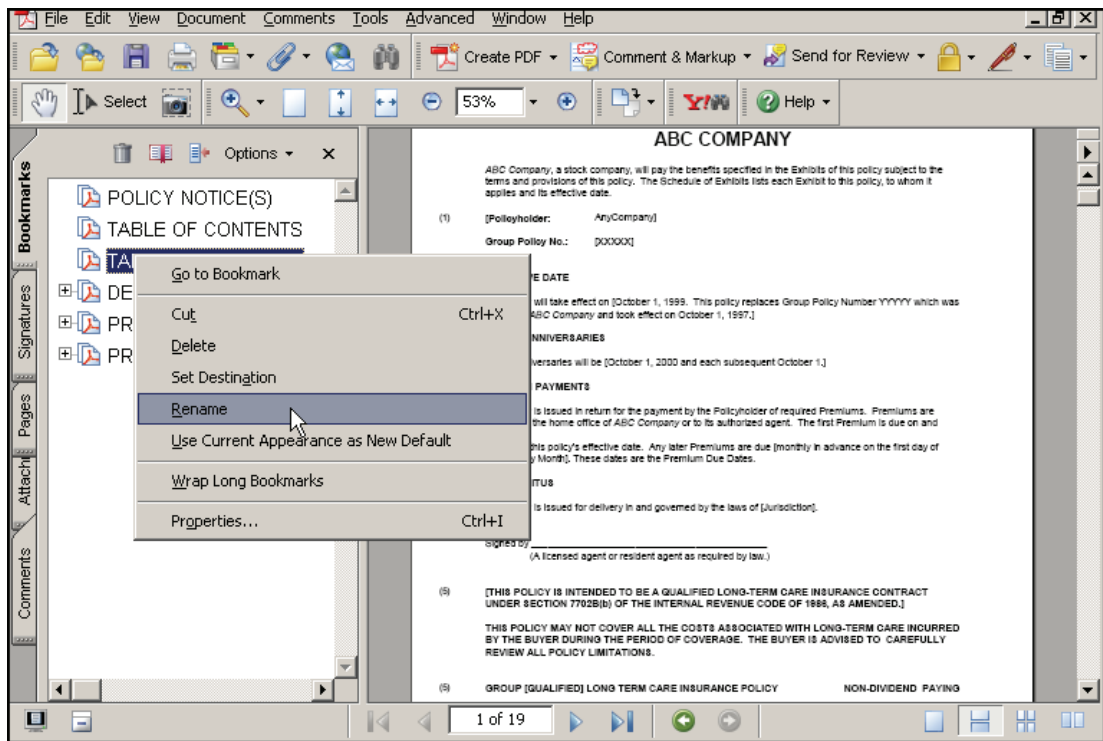 File Edit View Document Comments Tools Advanced Window Help
Create PDF Comment & Markup Send for Review
Select 53% Help
Options
Bookmarks
Signatures
Pages
Attach
Comments
POLICY NOTICE(S)
TABLE OF CONTENTS
TA
DE
PR
PR
Go to Bookmark
Cut Ctrl+X
Delete
Set Destination
Rename
Use Current Appearance as New Default
Wrap Long Bookmarks
Properties... Ctrl+I
ABC COMPANY
ABC Company, a stock company, will pay the benefits specified in the Exhibits of this policy subject to the
terms and provisions of this policy. The Schedule of Exhibits lists each Exhibit to this policy, to whom it
applies and its effective date.
(1) [Policyholder: AnyCompany]
Group Policy No.: [XXXXX]
E DATE
will take effect on [October 1, 1999. This policy replaces Group Policy Number YYYYY which was
ABC Company and took effect on October 1, 1997.]
NNIVERSARIES
versaries will be [October 1, 2000 and each subsequent October 1.]
PAYMENTS
is issued in return for the payment by the Policyholder of required Premiums. Premiums are
the home office of ABC Company or to its authorized agent. The first Premium is due on and
his policy's effective date. Any later Premiums are due [monthly in advance on the first day of
y Month]. These dates are the Premium Due Dates.
ITUS
is issued for delivery in and governed by the laws of [Jurisdiction].
Signed by
(A licensed agent or resident agent as required by law.)
(5) [THIS POLICY IS INTENDED TO BE A QUALIFIED LONG-TERM CARE INSURANCE CONTRACT
UNDER SECTION 7702B(b) OF THE INTERNAL REVENUE CODE OF 1986, AS AMENDED.]
THIS POLICY MAY NOT COVER ALL THE COSTS ASSOCIATED WITH LONG-TERM CARE INCURRED
BY THE BUYER DURING THE PERIOD OF COVERAGE. THE BUYER IS ADVISED TO CAREFULLY
REVIEW ALL POLICY LIMITATIONS.
(5) GROUP [QUALIFIED] LONG TERM CARE INSURANCE POLICY NON-DIVIDEND PAYING
1 of 19